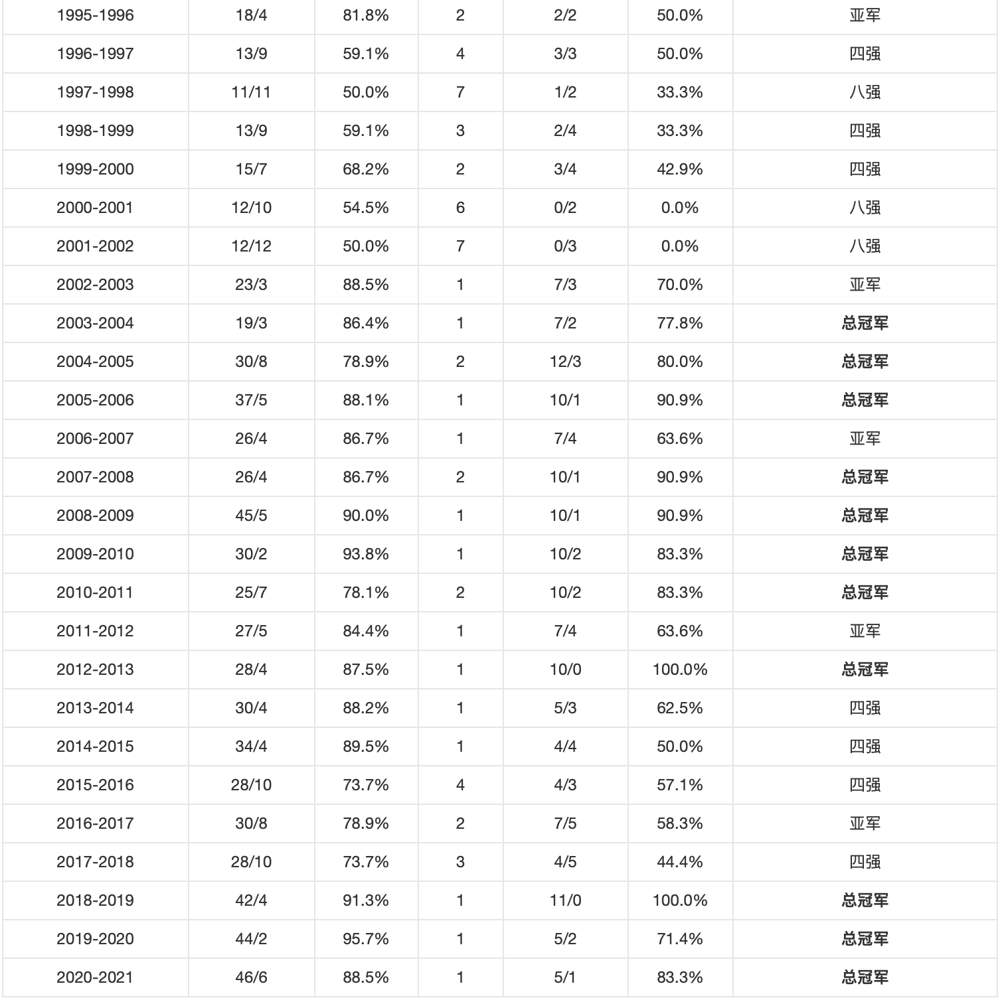 1995-1996 18/4 81.8% 2 2/2 50.0% 亚军
1996-1997 13/9 59.1% 4 3/3 50.0% 四强
1997-1998 11/11 50.0% 7 1/2 33.3% 八强
1998-1999 13/9 59.1% 3 2/4 33.3% 四强
1999-2000 15/7 68.2% 2 3/4 42.9% 四强
2000-2001 12/10 54.5% 6 0/2 0.0% 八强
2001-2002 12/12 50.0% 7 0/3 0.0% 八强
2002-2003 23/3 88.5% 1 7/3 70.0% 亚军
2003-2004 19/3 86.4% 1 7/2 77.8% 总冠军
2004-2005 30/8 78.9% 2 12/3 80.0% 总冠军
2005-2006 37/5 88.1% 1 10/1 90.9% 总冠军
2006-2007 26/4 86.7% 1 7/4 63.6% 亚军
2007-2008 26/4 86.7% 2 10/1 90.9% 总冠军
2008-2009 45/5 90.0% 1 10/1 90.9% 总冠军
2009-2010 30/2 93.8% 1 10/2 83.3% 总冠军
2010-2011 25/7 78.1% 2 10/2 83.3% 总冠军
2011-2012 27/5 84.4% 1 7/4 63.6% 亚军
2012-2013 28/4 87.5% 1 10/0 100.0% 总冠军
2013-2014 30/4 88.2% 1 5/3 62.5% 四强
2014-2015 34/4 89.5% 1 4/4 50.0% 四强
2015-2016 28/10 73.7% 4 4/3 57.1% 四强
2016-2017 30/8 78.9% 2 7/5 58.3% 亚军
2017-2018 28/10 73.7% 3 4/5 44.4% 四强
2018-2019 42/4 91.3% 1 11/0 100.0% 总冠军
2019-2020 44/2 95.7% 1 5/2 71.4% 总冠军
2020-2021 46/6 88.5% 1 5/1 83.3% 总冠军